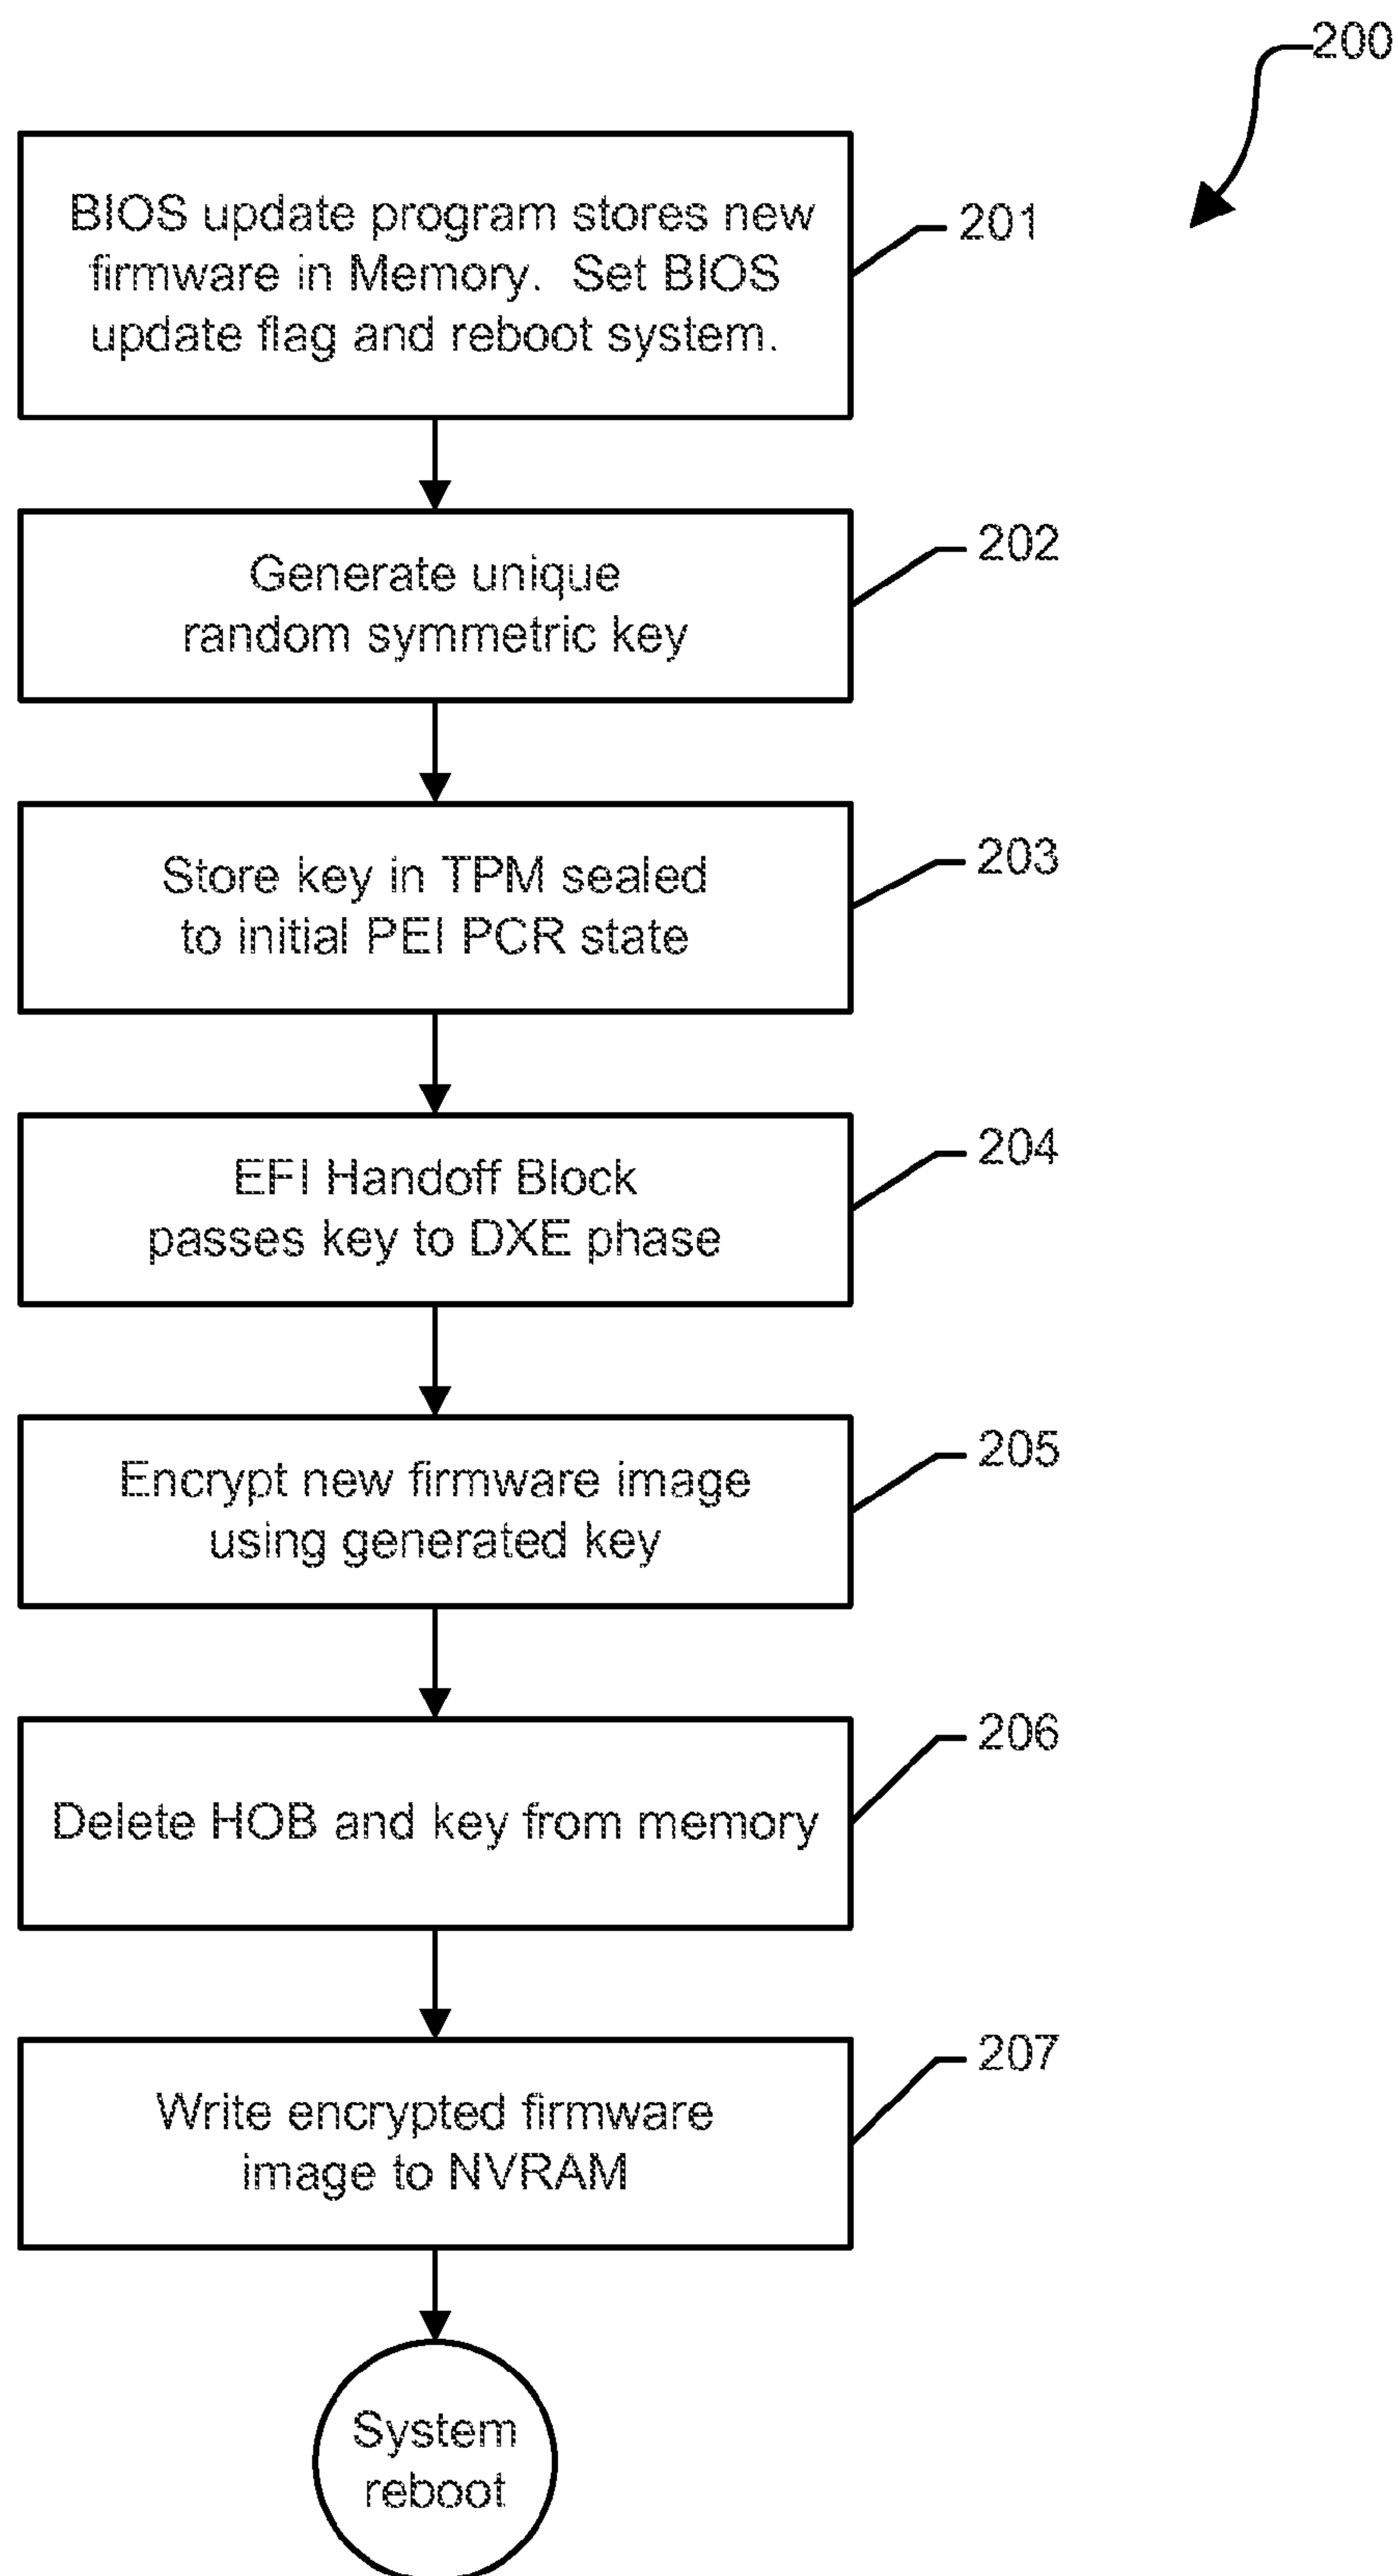 200
BIOS update program stores new
firmware in Memory.  Set BIOS
update flag and reboot system.
201
Generate unique
random symmetric key
202
Store key in TPM sealed
to initial PEI PCR state
203
EFI Handoff Block
passes key to DXE phase
204
Encrypt new firmware image
using generated key
205
Delete HOB and key from memory
206
Write encrypted firmware
image to NVRAM
207
System
reboot